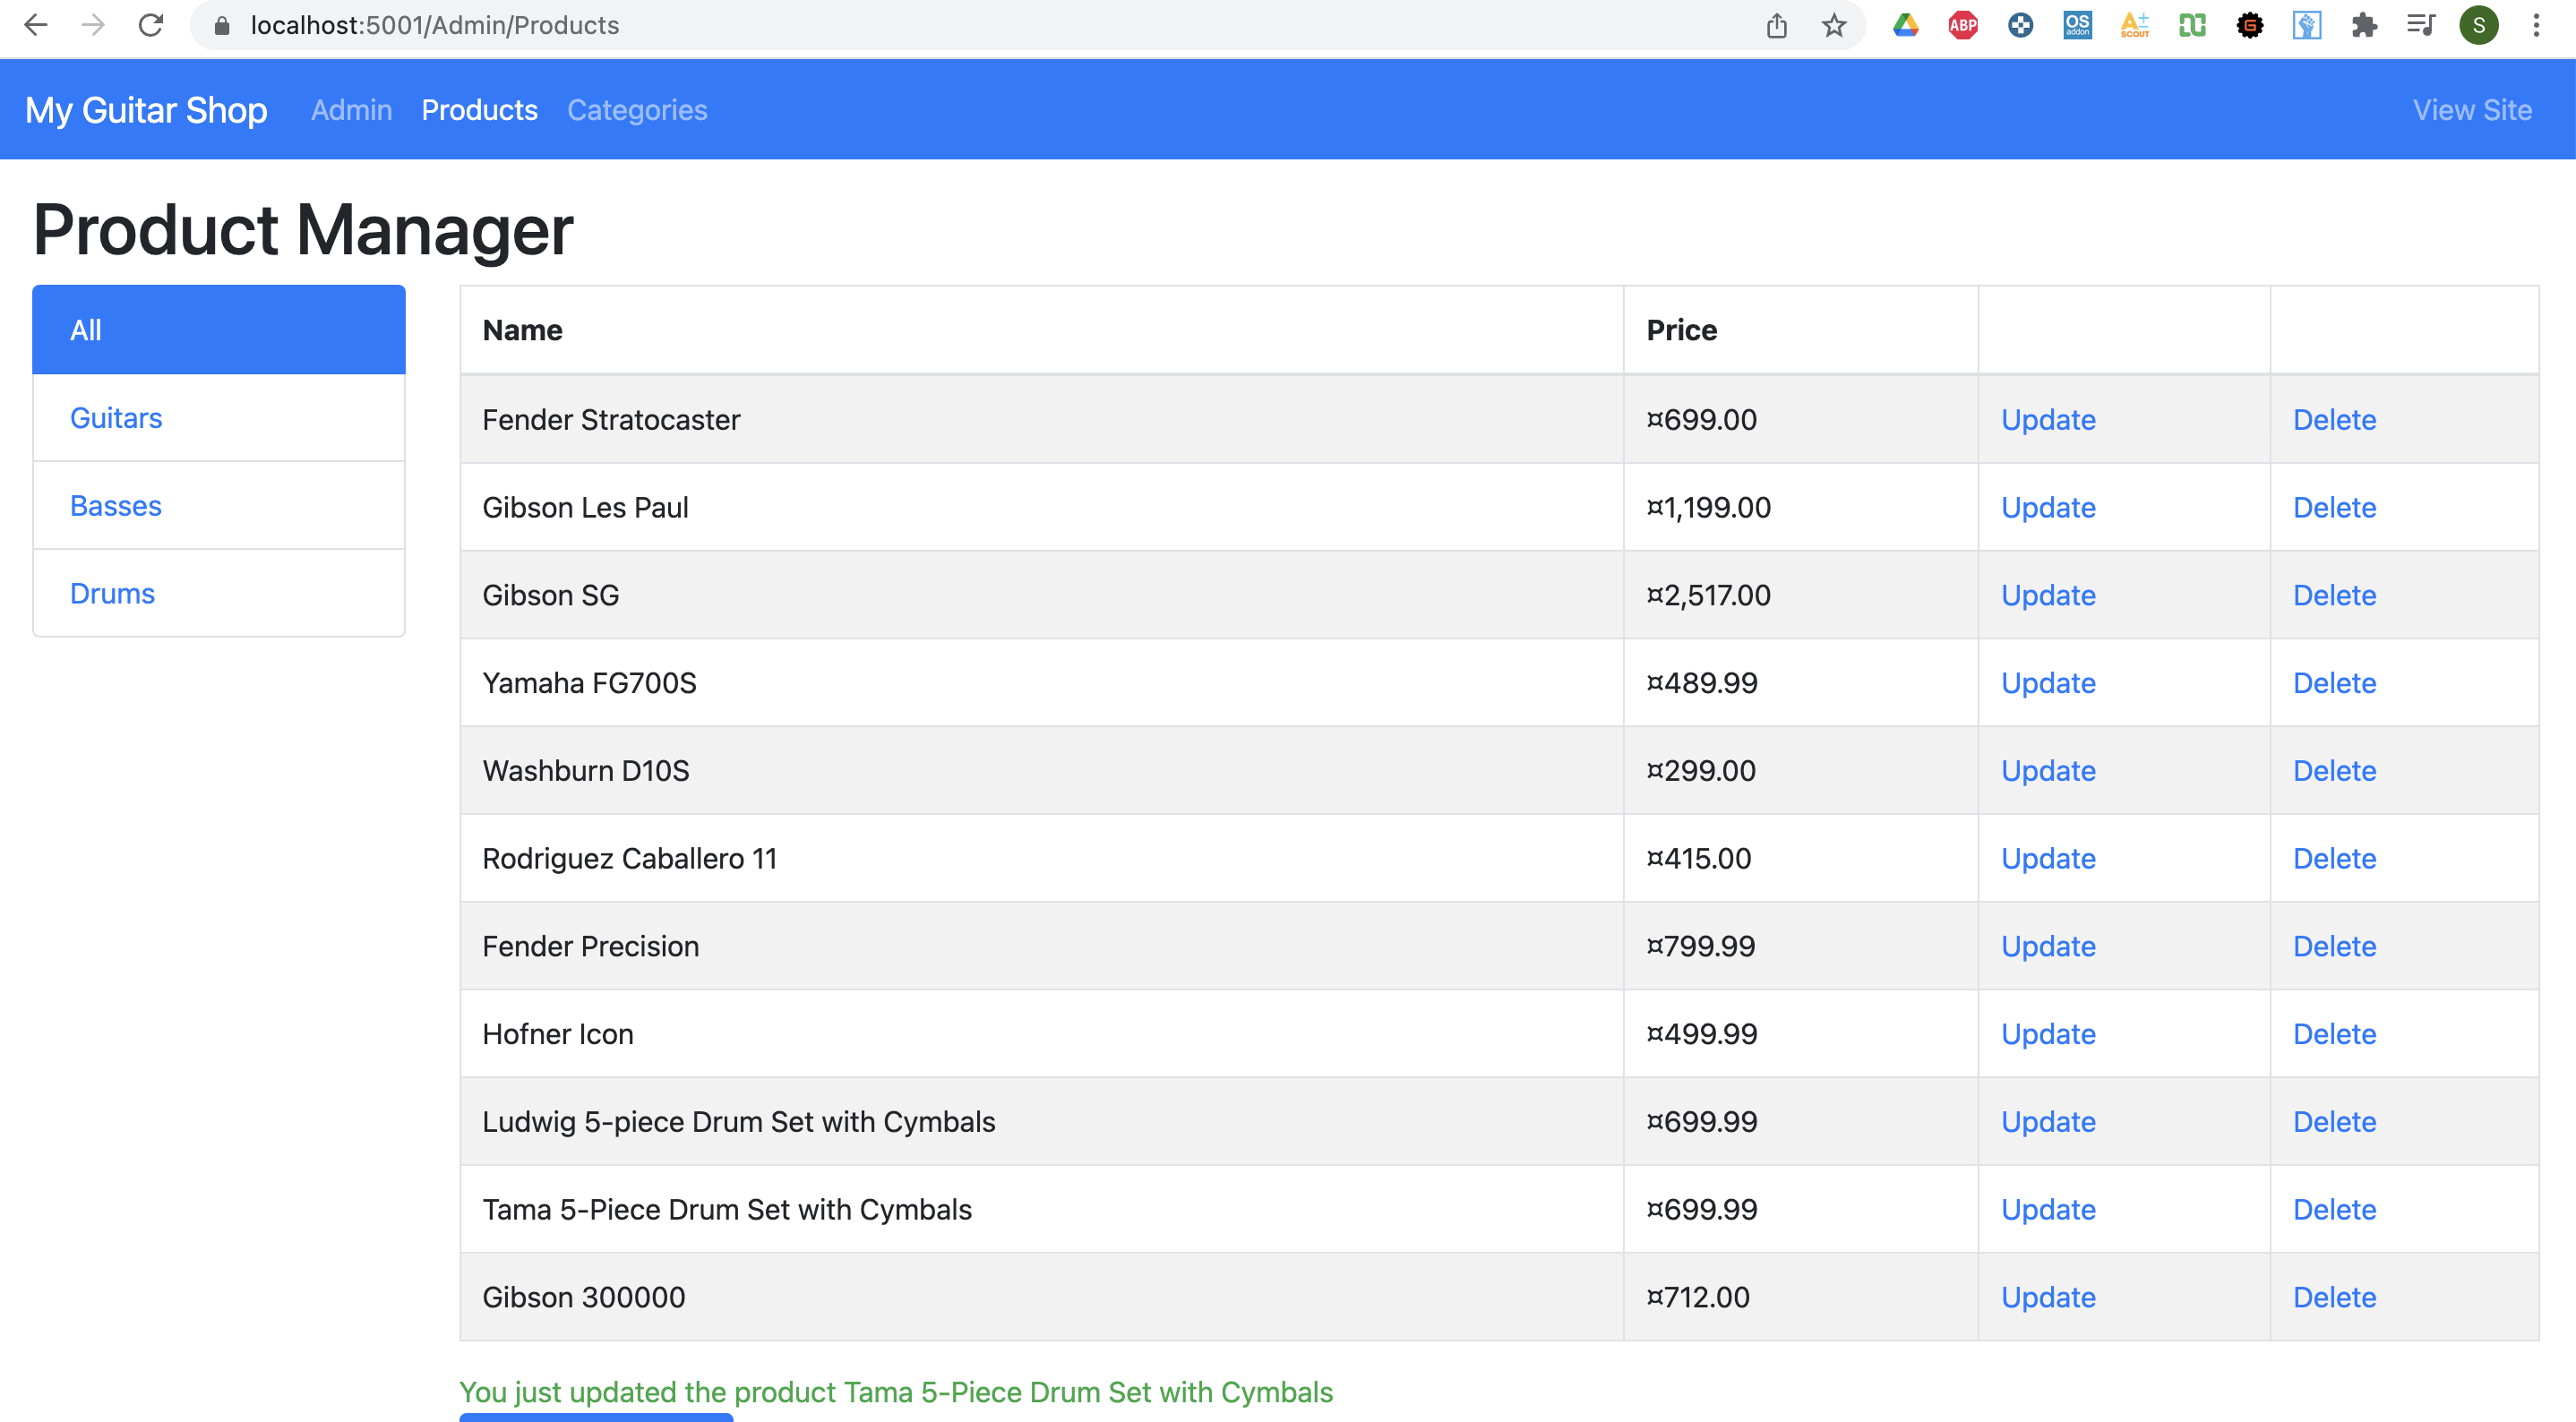 localhost:5001/Admin/Products
ABP
OS
addon
A±
SCOUT
G
S
My Guitar Shop Admin Products Categories View Site
Product Manager
All
Guitars
Basses
Drums
Name Price
Fender Stratocaster ¤699.00 Update Delete
Gibson Les Paul ¤1,199.00 Update Delete
Gibson SG ¤2,517.00 Update Delete
Yamaha FG700S ¤489.99 Update Delete
Washburn D10S ¤299.00 Update Delete
Rodriguez Caballero 11 ¤415.00 Update Delete
Fender Precision ¤799.99 Update Delete
Hofner Icon ¤499.99 Update Delete
Ludwig 5-piece Drum Set with Cymbals ¤699.99 Update Delete
Tama 5-Piece Drum Set with Cymbals ¤699.99 Update Delete
Gibson 300000 ¤712.00 Update Delete
You just updated the product Tama 5-Piece Drum Set with Cymbals